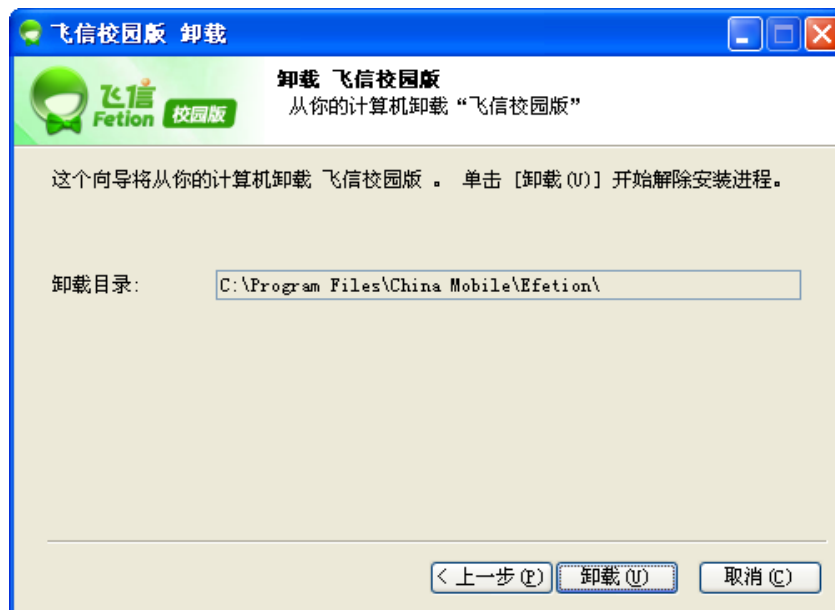 飞信校园版 卸载
飞信
Fetion 校园版
卸载 飞信校园版
从你的计算机卸载“飞信校园版”
这个向导将从你的计算机卸载 飞信校园版 。 单击 [卸载(U)] 开始解除安装进程。
卸载目录: C:\Program Files\China Mobile\Efetion\
< 上一步(P) 卸载(U) 取消(C)